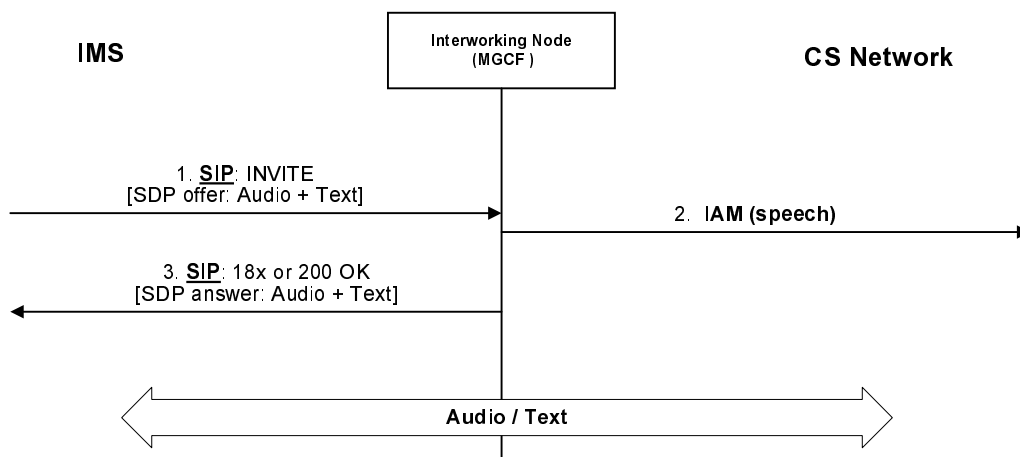 IMS
Interworking Node
(MGCF )
CS Network
1. SIP: INVITE
[SDP offer: Audio + Text]
2. IAM (speech)
3. SIP: 18x or 200 OK
[SDP answer: Audio + Text]
Audio / Text